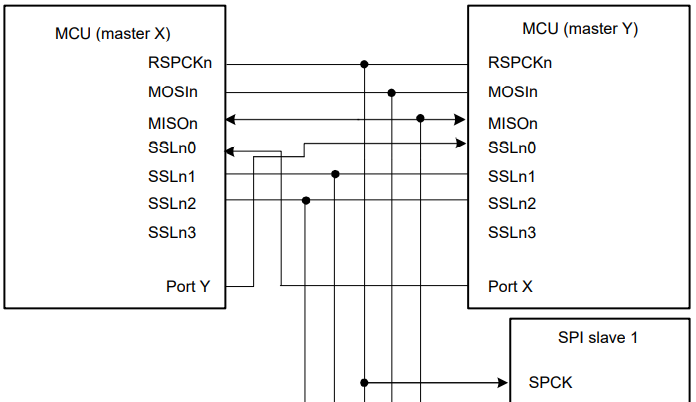 MCU (master X)
RSPCKn
MOSIn
MISOn
SSLn0
SSLn1
SSLn2
SSLn3
Port Y
MCU (master Y)
RSPCKn
MOSIn
MISOn
SSLn0
SSLn1
SSLn2
SSLn3
Port X
SPI slave 1
SPCK